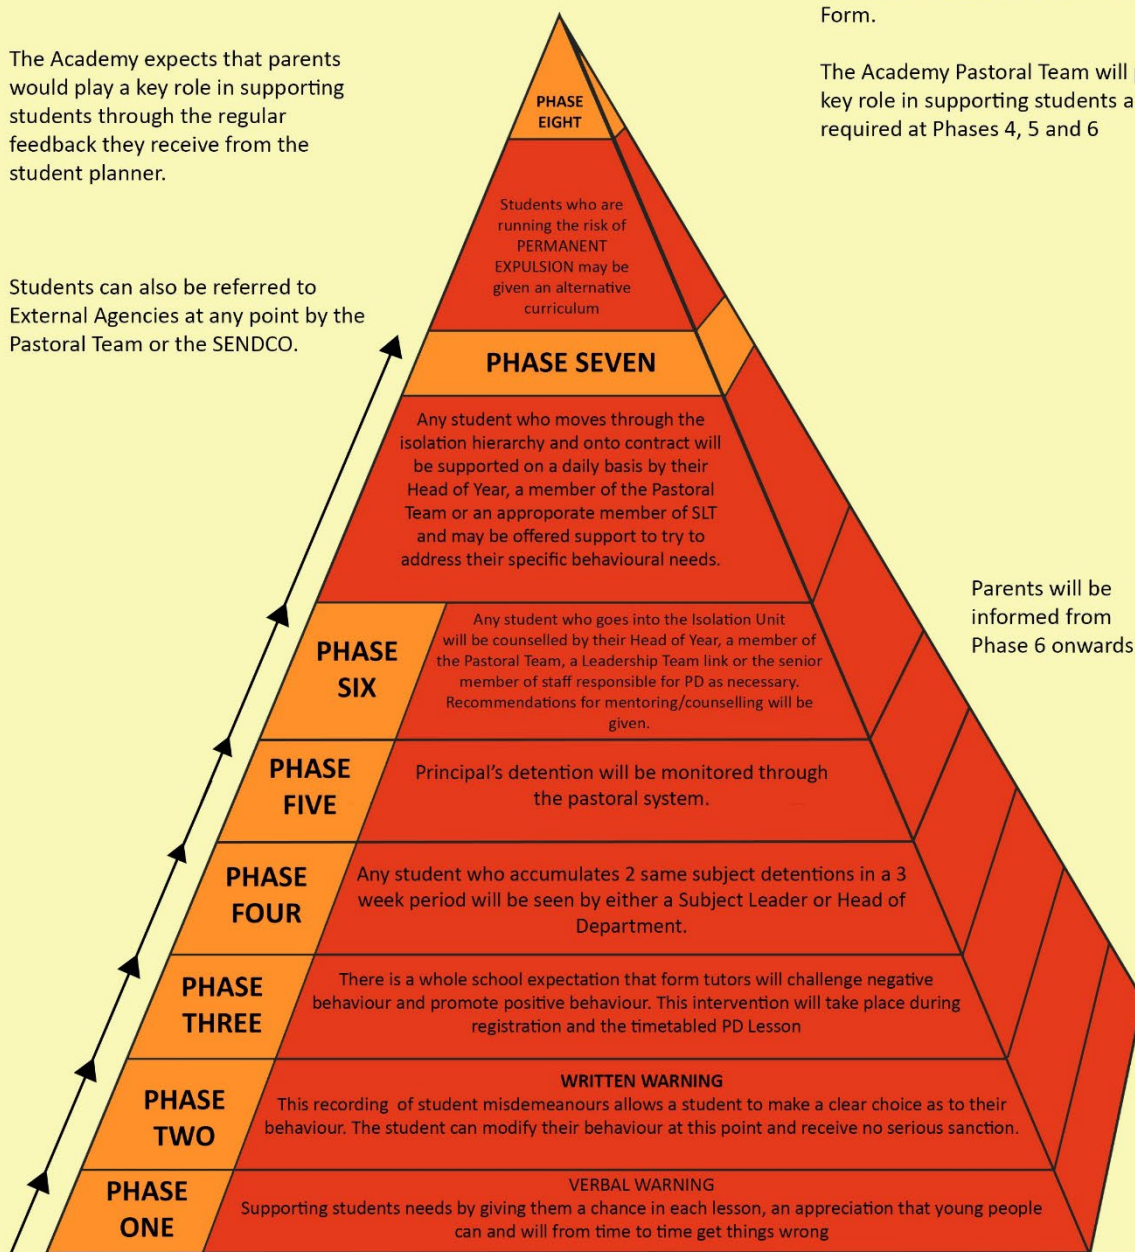 The Academy expects that parents
would play a key role in supporting
students through the regular
feedback they receive from the
student planner.
Students can also be referred to
External Agencies at any point by the
Pastoral Team or the SENDCO.
Form.
The Academy Pastoral Team will
key role in supporting students a
required at Phases 4, 5 and 6
PHASE
EIGHT
Students who are
running the risk of
PERMANENT
EXPULSION may be
given an alternative
curriculum
PHASE SEVEN
Any student who moves through the
isolation hierarchy and onto contract will
be supported on a daily basis by their
Head of Year, a member of the Pastoral
Team or an approporate member of SLT
and may be offered support to try to
address their specific behavioural needs.
Parents will be
informed from
Phase 6 onwards
PHASE
SIX
Any student who goes into the Isolation Unit
will be counselled by their Head of Year, a member of
the Pastoral Team, a Leadership Team link or the senior
member of staff responsible for PD as necessary.
Recommendations for mentoring/counselling will be
given.
PHASE
FIVE
Principal's detention will be monitored through
the pastoral system.
PHASE
FOUR
Any student who accumulates 2 same subject detentions in a 3
week period will be seen by either a Subject Leader or Head of
Department.
PHASE
THREE
There is a whole school expectation that form tutors will challenge negative
behaviour and promote positive behaviour. This intervention will take place during
registration and the timetabled PD Lesson
PHASE
TWO
WRITTEN WARNING
This recording of student misdemeanours allows a student to make a clear choice as to their
behaviour. The student can modify their behaviour at this point and receive no serious sanction.
PHASE
ONE
VERBAL WARNING
Supporting students needs by giving them a chance in each lesson, an appreciation that young people
can and will from time to time get things wrong